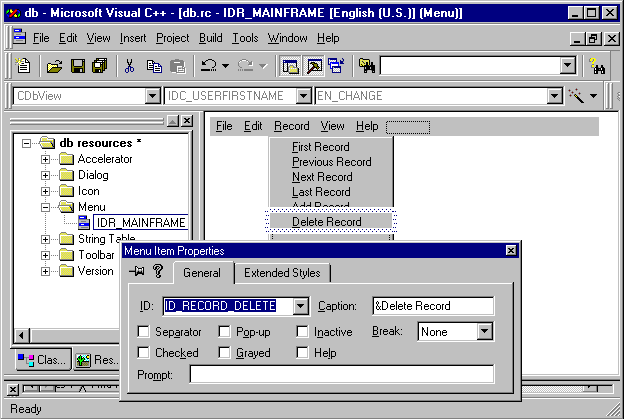 db - Microsoft Visual C++ - [db.rc - IDR_MAINFRAME [English (U.S.)] (Menu)]
File Edit View Insert Project Build Tools Window Help
CDbView IDC_USERFIRSTNAME EN_CHANGE
db resources *
Accelerator
Dialog
Icon
Menu
IDR_MAINFRAME
String Table
Toolbar
Version
Clas... Res...
File Edit Record View Help
First Record
Previous Record
Next Record
Last Record
Add Record
Delete Record
Menu Item Properties
General Extended Styles
ID: ID_RECORD_DELETE Caption: &Delete Record
Separator Pop-up Inactive Break: None
Checked Grayed Help
Prompt:
Ready